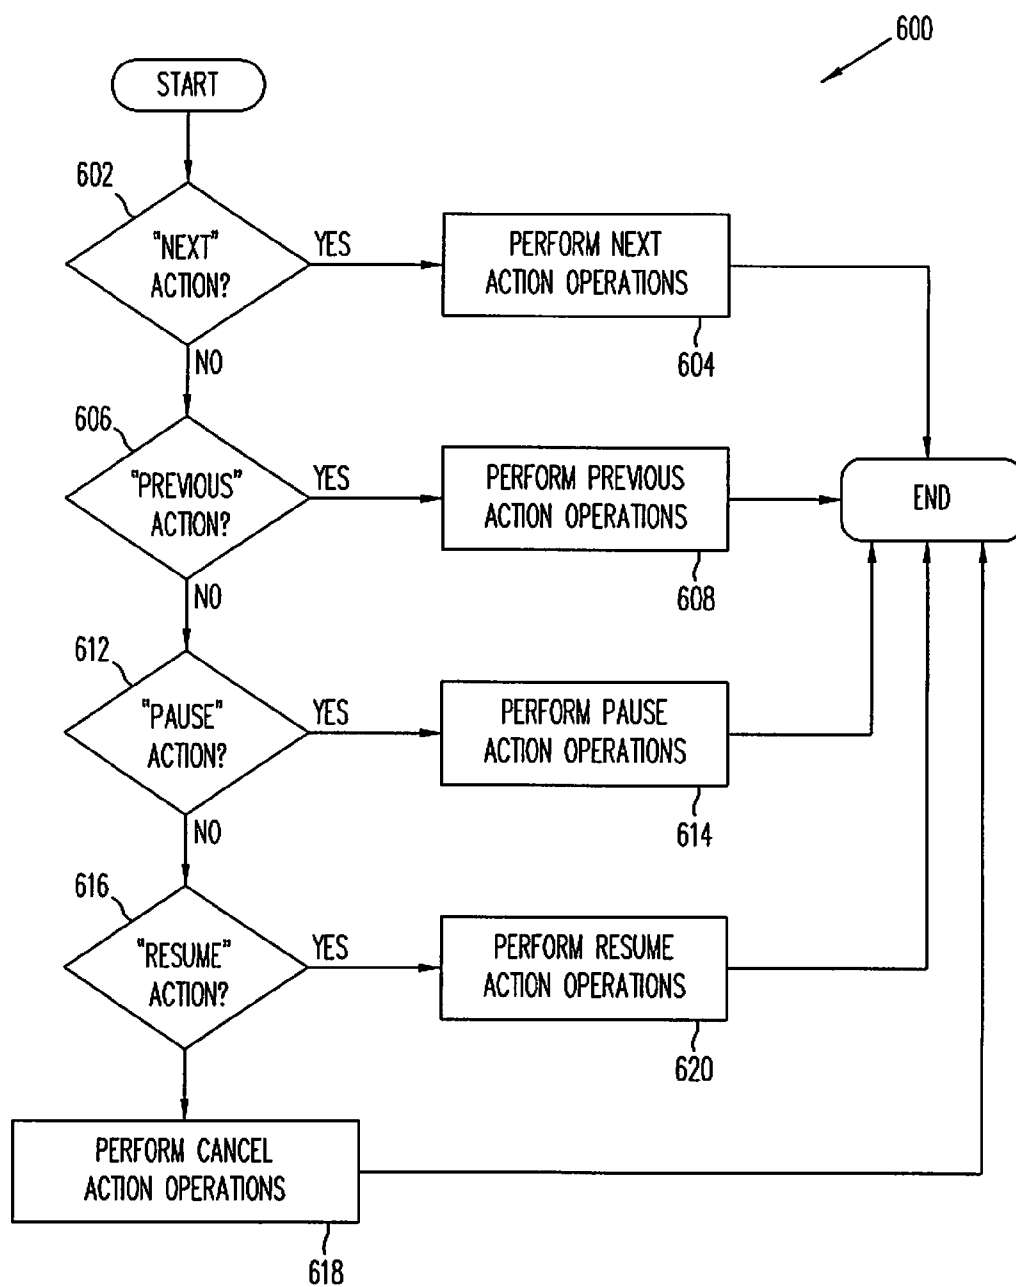 600
START
602
"NEXT"
ACTION?
YES
PERFORM NEXT
ACTION OPERATIONS
604
NO
606
"PREVIOUS"
ACTION?
YES
PERFORM PREVIOUS
ACTION OPERATIONS
608
END
NO
612
"PAUSE"
ACTION?
YES
PERFORM PAUSE
ACTION OPERATIONS
614
NO
616
"RESUME"
ACTION?
YES
PERFORM RESUME
ACTION OPERATIONS
620
PERFORM CANCEL
ACTION OPERATIONS
618